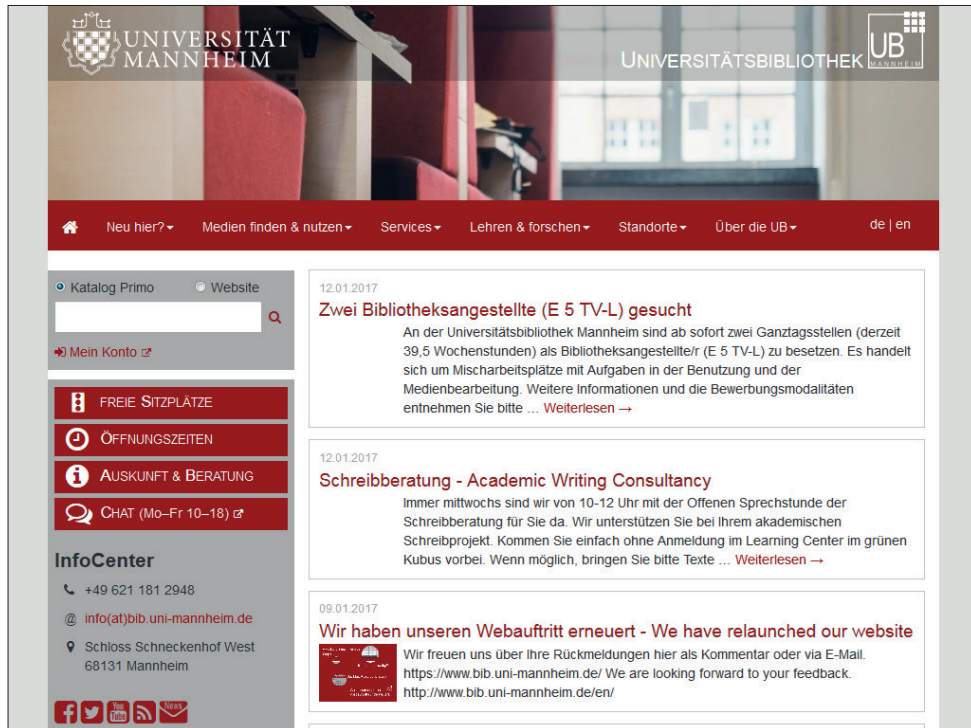 UNIVERSITÄT
MANNHEIM
UNIVERSITÄTSBIBLIOTHEK
UB
MANNHEIM
Neu hier? Medien finden & nutzen Services Lehren & forschen Standorte Über die UB de | en
Katalog Primo Website
Mein Konto
FREIE SITZPLÄTZE
ÖFFNUNGSZEITEN
AUSKUNFT & BERATUNG
CHAT (MO–FR 10–18)
InfoCenter
+49 621 181 2948
@ info(at)bib.uni-mannheim.de
Schloss Schneckenhof West
68131 Mannheim
You
Tube
News
12.01.2017
Zwei Bibliotheksangestellte (E 5 TV-L) gesucht
An der Universitätsbibliothek Mannheim sind ab sofort zwei Ganztagsstellen (derzeit
39,5 Wochenstunden) als Bibliotheksangestellte/r (E 5 TV-L) zu besetzen. Es handelt
sich um Mischarbeitsplätze mit Aufgaben in der Benutzung und der
Medienbearbeitung. Weitere Informationen und die Bewerbungsmodalitäten
entnehmen Sie bitte … Weiterlesen →
12.01.2017
Schreibberatung - Academic Writing Consultancy
Immer mittwochs sind wir von 10-12 Uhr mit der Offenen Sprechstunde der
Schreibberatung für Sie da. Wir unterstützen Sie bei Ihrem akademischen
Schreibprojekt. Kommen Sie einfach ohne Anmeldung im Learning Center im grünen
Kubus vorbei. Wenn möglich, bringen Sie bitte Texte … Weiterlesen →
09.01.2017
Wir haben unseren Webauftritt erneuert - We have relaunched our website
Wir freuen uns über Ihre Rückmeldungen hier als Kommentar oder via E-Mail.
https://www.bib.uni-mannheim.de/ We are looking forward to your feedback.
http://www.bib.uni-mannheim.de/en/